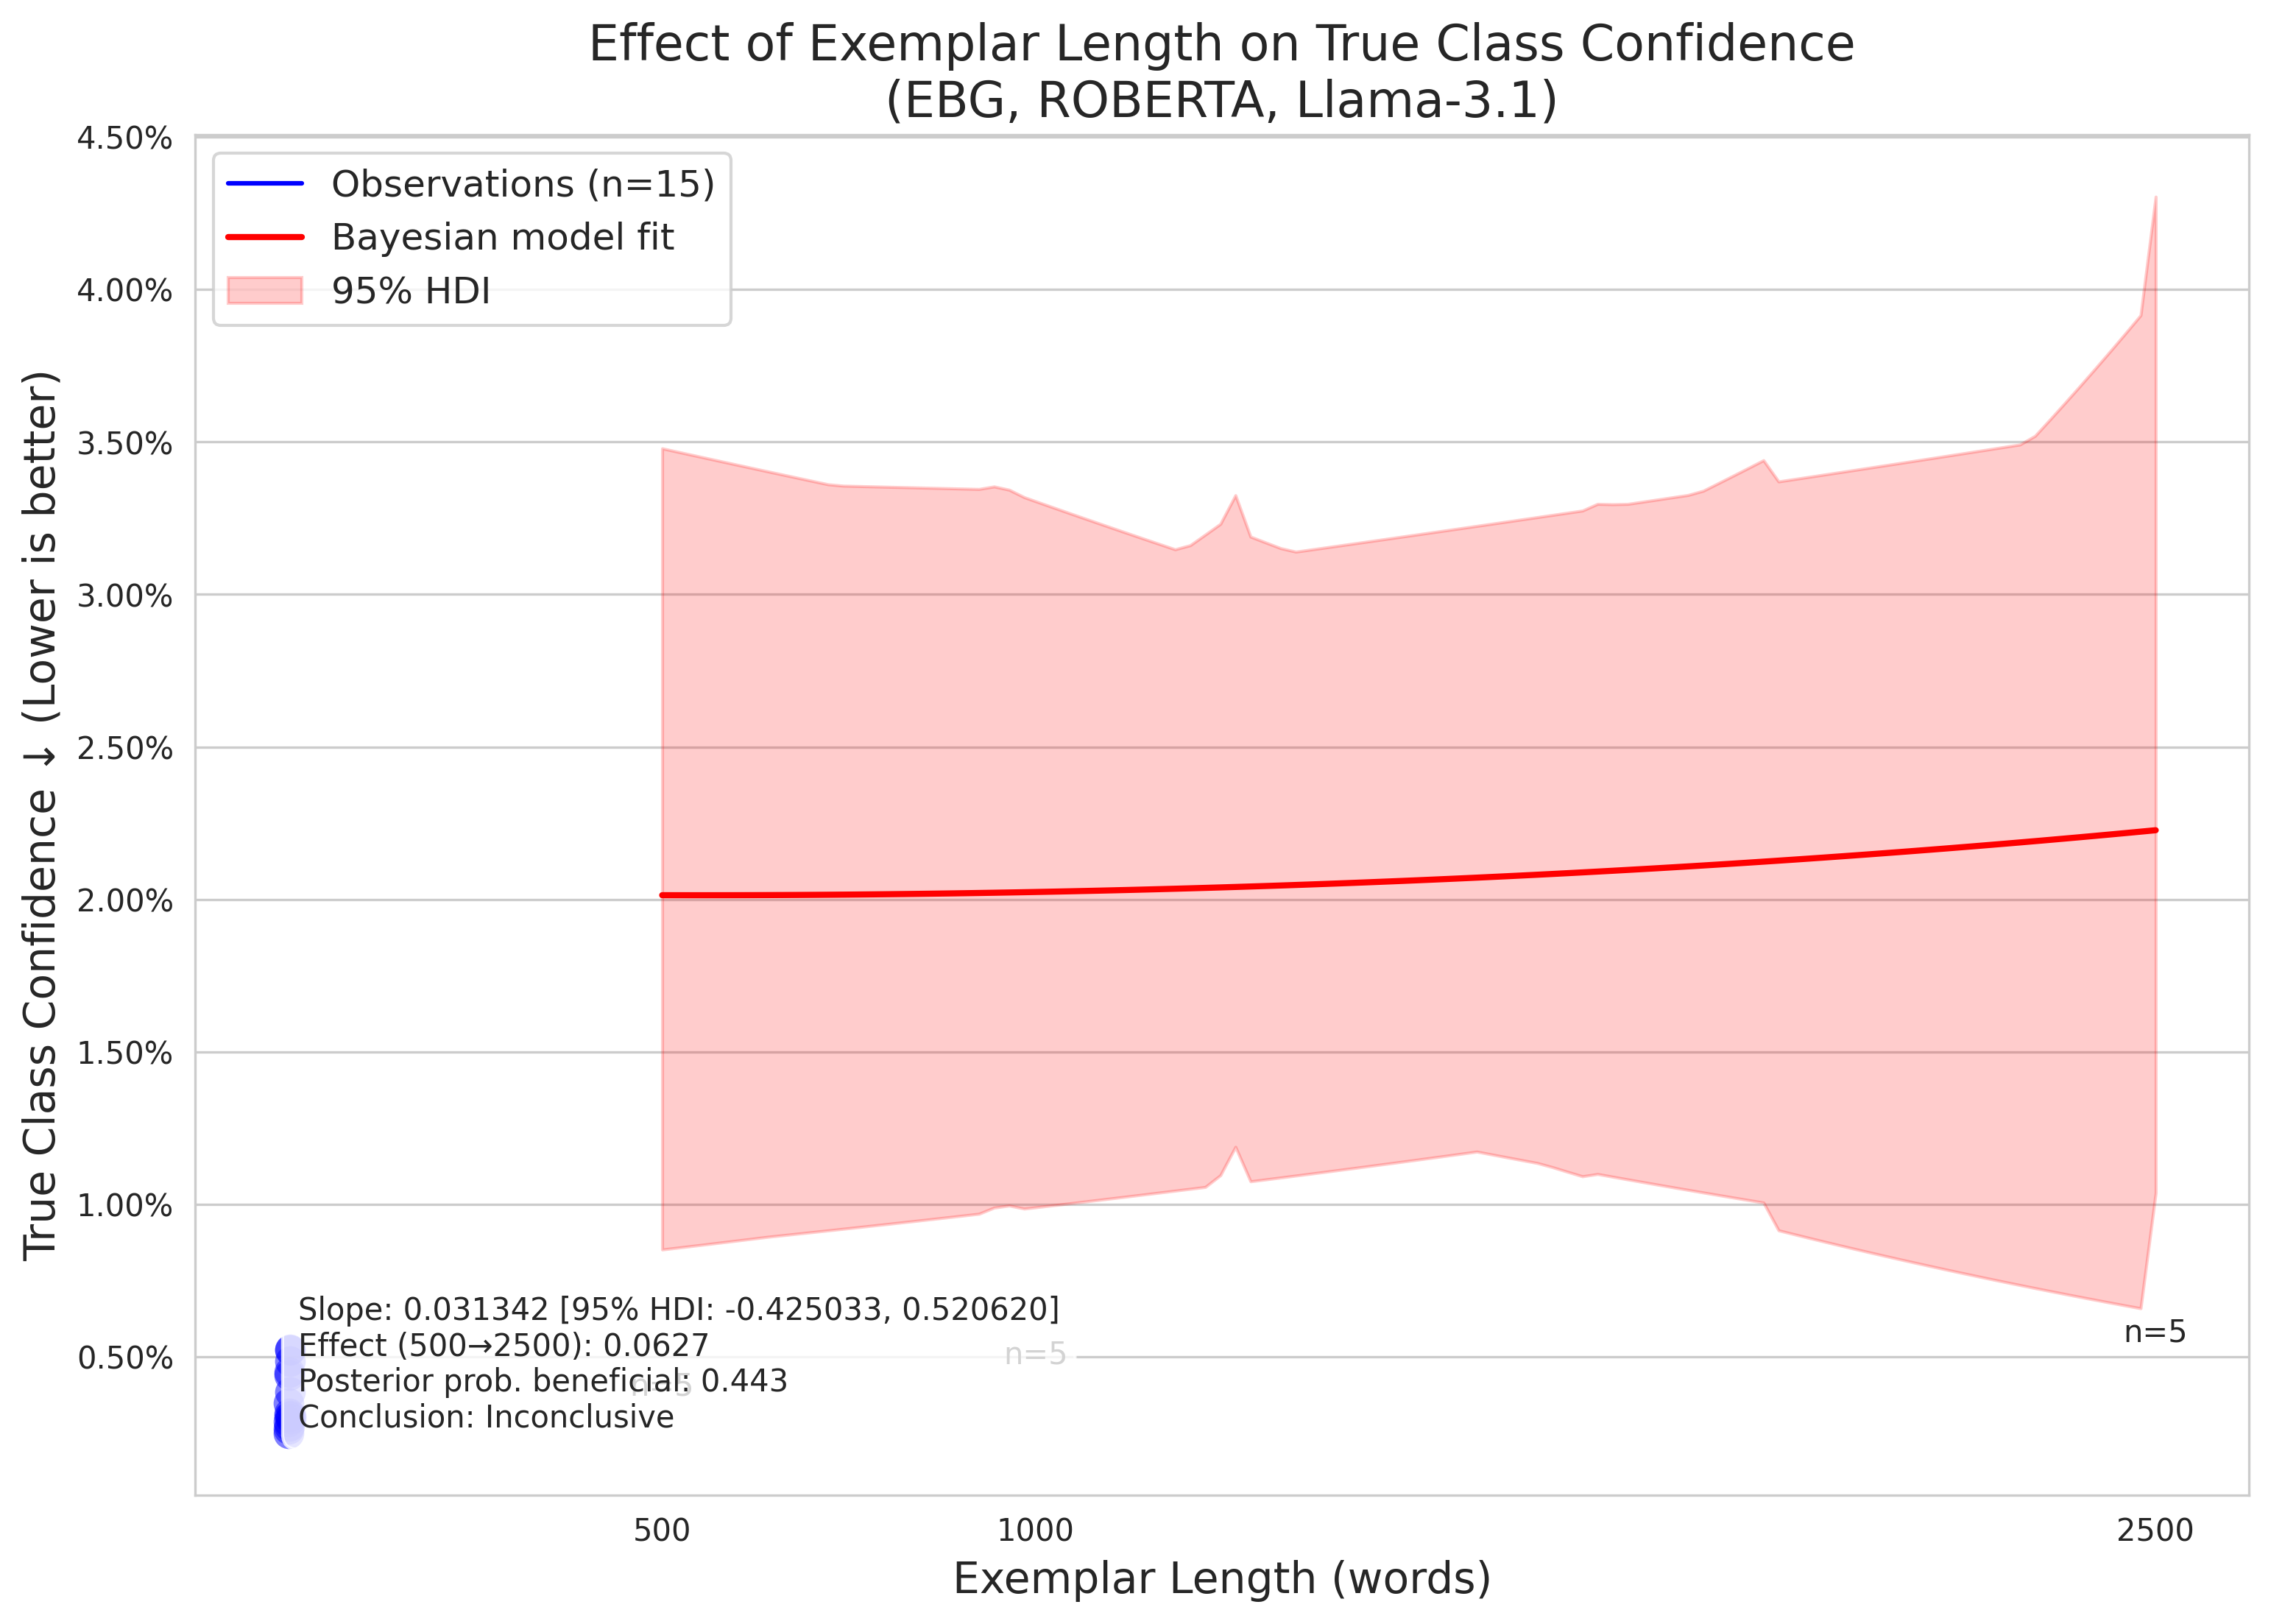 Effect of Exemplar Length on True Class Confidence
(EBG, ROBERTA, Llama-3.1)
4.50%
4.00%
3.50%
3.00%
2.50%
2.00%
1.50%
1.00%
0.50%
True Class Confidence ↓ (Lower is better)
Observations (n=15)
Bayesian model fit
95% HDI
Slope: 0.031342 [95% HDI: -0.425033, 0.520620]
Effect (500→2500): 0.0627
Posterior prob. beneficial: 0.443
Conclusion: Inconclusive
n=5
n=5
n=5
500
1000
2500
Exemplar Length (words)